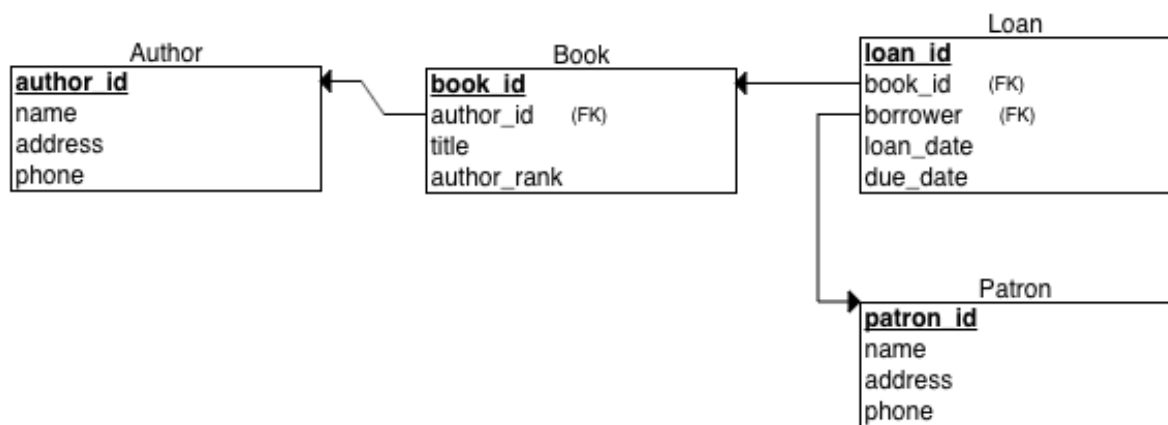 Author
author_id
name
address
phone
Book
book_id
author_id (FK)
title
author_rank
Loan
loan_id
book_id (FK)
borrower (FK)
loan_date
due_date
Patron
patron_id
name
address
phone